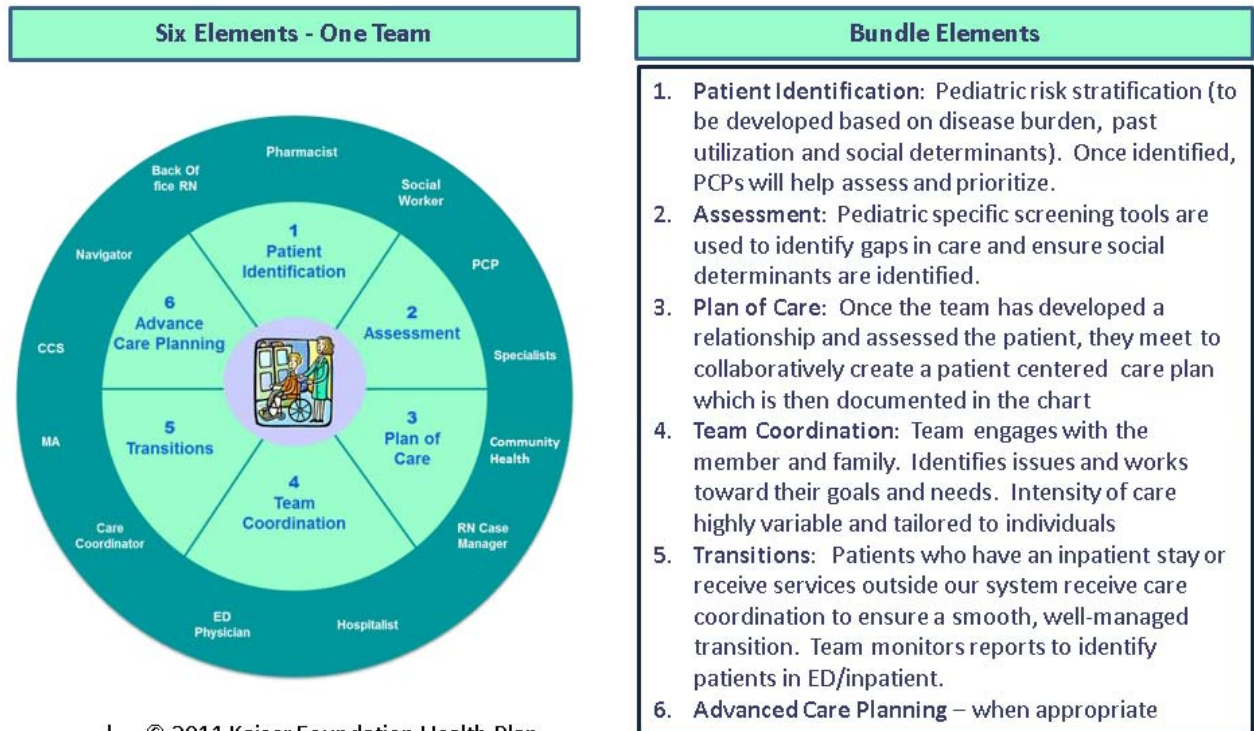 Six Elements - One Team
Pharmacist
Back Of
fice RN
Social
Worker
Navigator
PCP
CCS
Specialists
MA
Community
Health
Care
Coordinator
RN Case
Manager
ED
Physician
Hospitalist
1
Patient
Identification
2
Assessment
3
Plan of
Care
4
Team
Coordination
5
Transitions
6
Advance
Care Planning
© 2011 Kaiser Foundation Health Plan
Bundle Elements
1. Patient Identification: Pediatric risk stratification (to
be developed based on disease burden, past
utilization and social determinants). Once identified,
PCPs will help assess and prioritize.
2. Assessment: Pediatric specific screening tools are
used to identify gaps in care and ensure social
determinants are identified.
3. Plan of Care: Once the team has developed a
relationship and assessed the patient, they meet to
collaboratively create a patient centered care plan
which is then documented in the chart
4. Team Coordination: Team engages with the
member and family. Identifies issues and works
toward their goals and needs. Intensity of care
highly variable and tailored to individuals
5. Transitions: Patients who have an inpatient stay or
receive services outside our system receive care
coordination to ensure a smooth, well-managed
transition. Team monitors reports to identify
patients in ED/inpatient.
6. Advanced Care Planning – when appropriate